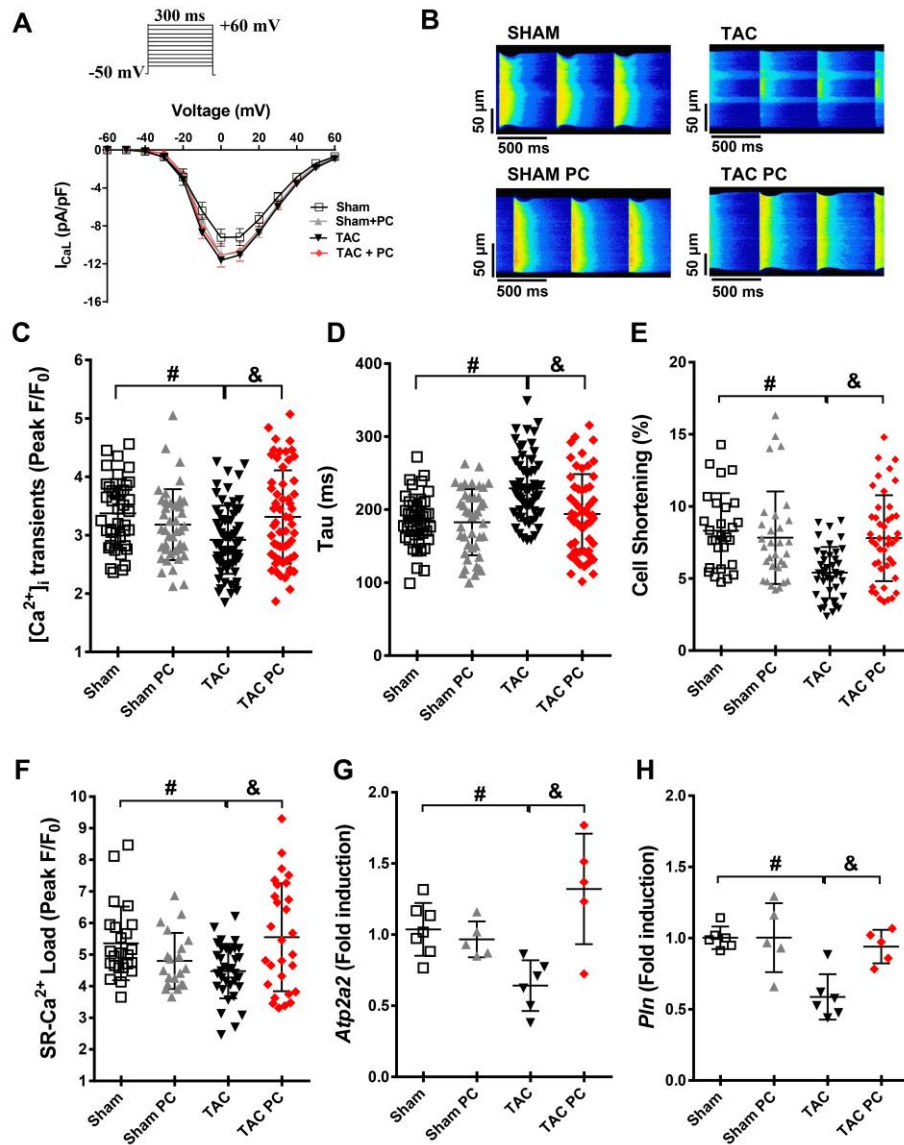 A
300 ms
+60 mV
-50 mV
Voltage (mV)
-60 -40 -20 0 20 40 60
0
-4
-8
-12
-16
I_CaL (pA/pF)
Sham
Sham+PC
TAC
TAC + PC
B
SHAM
TAC
50 µm
50 µm
500 ms
500 ms
SHAM PC
TAC PC
50 µm
50 µm
500 ms
500 ms
C
[Ca²⁺]i transients (Peak F/F₀)
6
5
4
3
2
1
# &
Sham Sham PC TAC TAC PC
D
Tau (ms)
400
300
200
100
0
# &
Sham Sham PC TAC TAC PC
E
Cell Shortening (%)
20
15
10
5
0
# &
Sham Sham PC TAC TAC PC
F
SR-Ca²⁺ Load (Peak F/F₀)
10
9
8
7
6
5
4
3
2
1
# &
Sham Sham PC TAC TAC PC
G
Atp2a2 (Fold induction)
2.0
1.5
1.0
0.5
0.0
# &
Sham Sham PC TAC TAC PC
H
Pln (Fold induction)
2.0
1.5
1.0
0.5
0.0
# &
Sham Sham PC TAC TAC PC